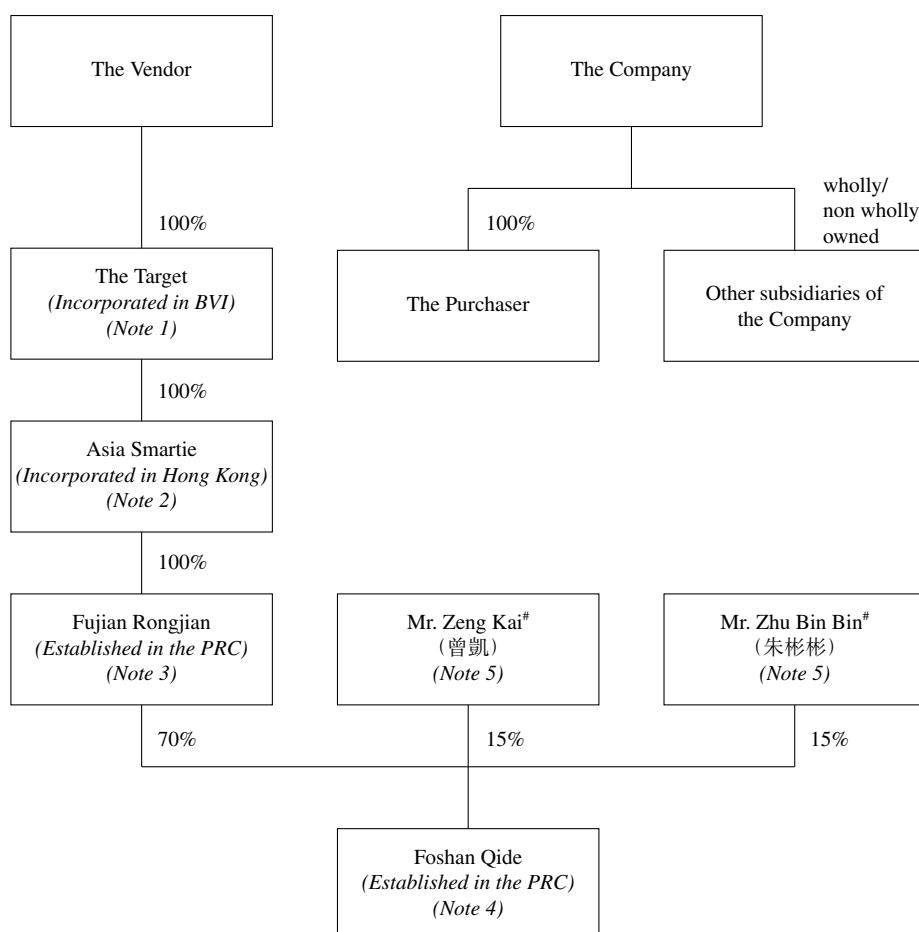 The Vendor
The Company
100%
100%
wholly/
non wholly
owned
The Target
(Incorporated in BVI)
(Note 1)
The Purchaser
Other subsidiaries of
the Company
100%
Asia Smartie
(Incorporated in Hong Kong)
(Note 2)
100%
Fujian Rongjian
(Established in the PRC)
(Note 3)
Mr. Zeng Kai#
(曾凱)
(Note 5)
Mr. Zhu Bin Bin#
(朱彬彬)
(Note 5)
70%
15%
15%
Foshan Qide
(Established in the PRC)
(Note 4)